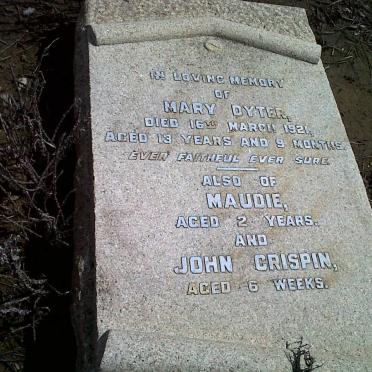 IN LOVING MEMORY
OF
MARY DYTER,
DIED 16TH MARCH 1921,
AGED 13 YEARS AND 9 MONTHS.
EVER FAITHFUL EVER SURE.
ALSO OF
MAUDIE,
AGED 2 YEARS.
AND
JOHN CRISPIN,
AGED 6 WEEKS.